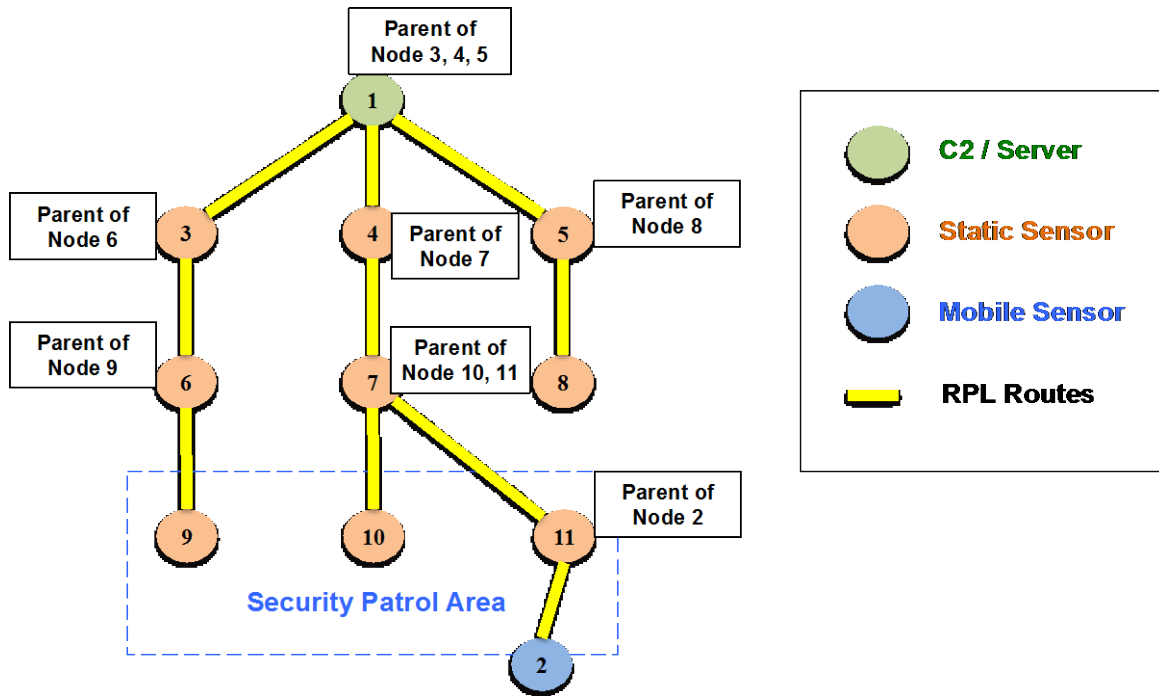 Parent of
Node 3, 4, 5
1
C2 / Server
Parent of
Node 6
3
4
Parent of
Node 7
5
Parent of
Node 8
Static Sensor
Mobile Sensor
Parent of
Node 9
6
7
Parent of
Node 10, 11
8
RPL Routes
9
10
11
Parent of
Node 2
Security Patrol Area
2